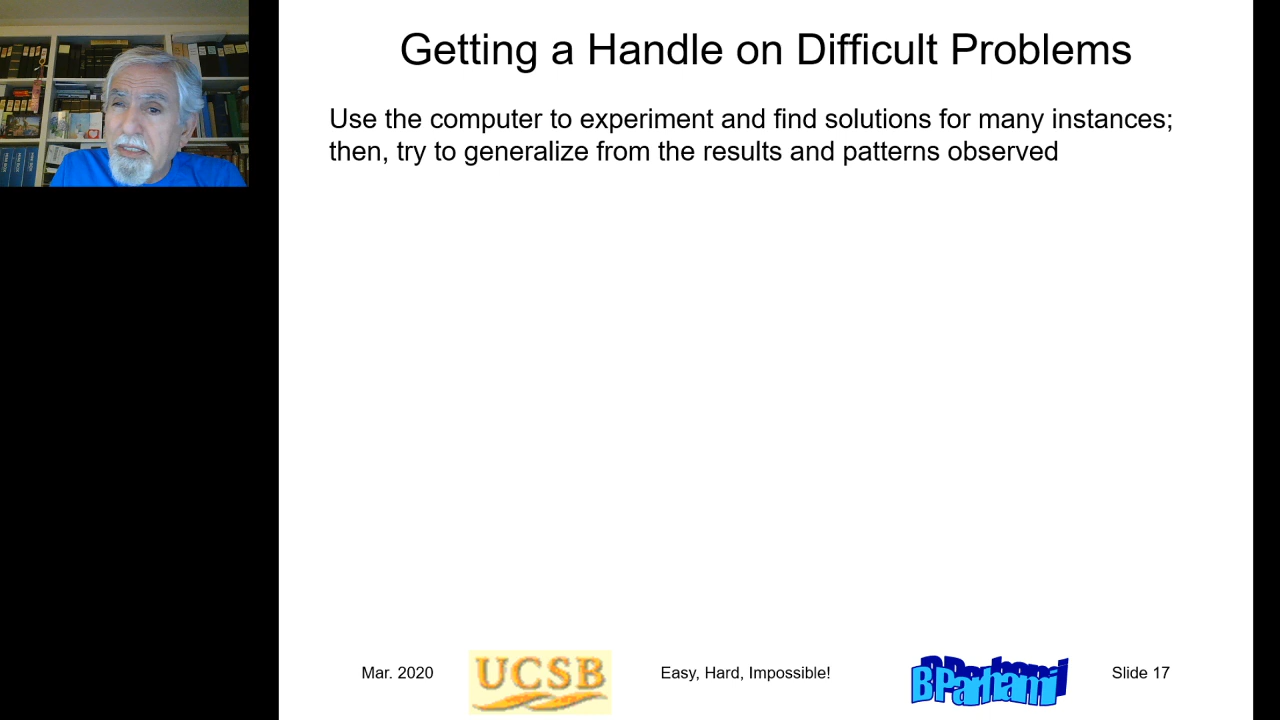 Getting a Handle on Difficult Problems
Use the computer to experiment and find solutions for many instances;
then, try to generalize from the results and patterns observed
Mar. 2020
UCSB
Easy, Hard, Impossible!
BParhami
Slide 17